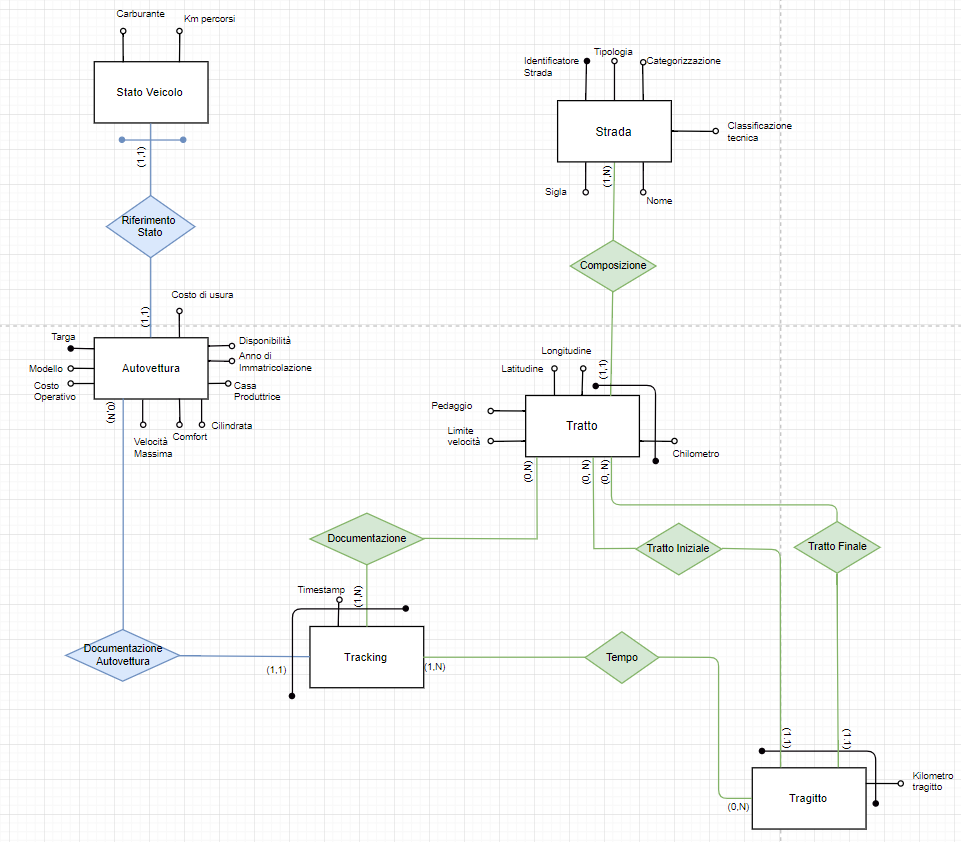 Carburante
Km percorsi
Stato Veicolo
(1,1)
Riferimento
Stato
(1,1)
Costo di usura
Targa
Modello
Costo
Operativo
Autovettura
Disponibilità
Anno di
Immatricolazione
Casa
Produttrice
(0,N)
Velocità
Massima
Comfort
Cilindrata
Identificatore
Strada
Tipologia
Categorizzazione
Strada
Classificazione
tecnica
Sigla
(1,N)
Nome
Composizione
Longitudine
Latitudine
(1,1)
Pedaggio
Limite
velocità
Tratto
Chilometro
(0,N)
(0, N)
(0, N)
Documentazione
Tratto Iniziale
Tratto Finale
Timestamp
(1,N)
Documentazione
Autovettura
(1,1)
Tracking
(1,N)
Tempo
(1,1)
(1,1)
Kilometro
tragitto
(0,N)
Tragitto